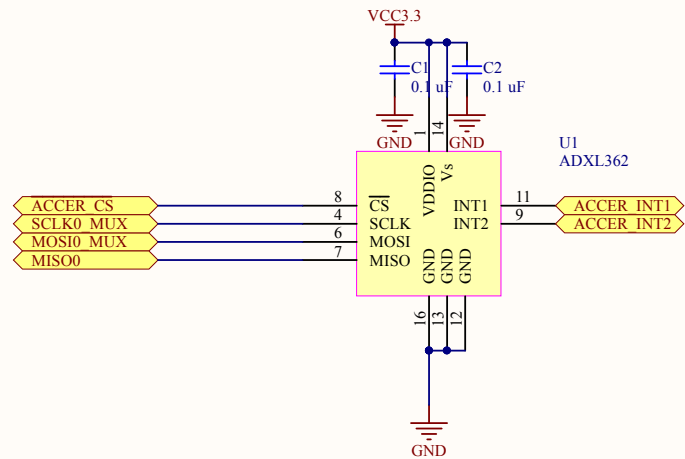 VCC3.3
C1
0.1 uF
C2
0.1 uF
GND
GND
1
14
U1
ADXL362
VDDIO
Vs
ACCER_CS
8
CS
SCLK0_MUX
4
SCLK
MOSI0_MUX
6
MOSI
MISO0
7
MISO
INT1
11
ACCER_INT1
INT2
9
ACCER_INT2
GND
GND
GND
16
13
12
GND